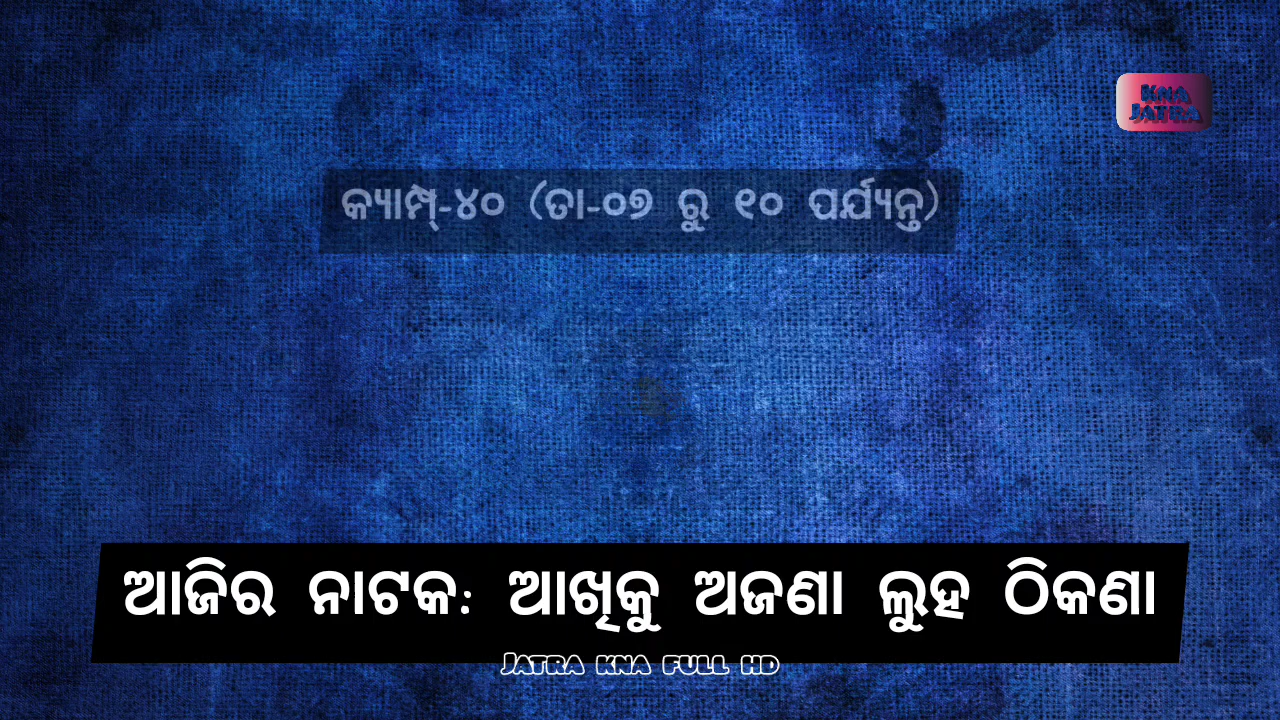 KNA
JATRA
କ୍ୟାମ୍ପ-୪୦ (ତା-୦୭ ରୁ ୧୦ ପର୍ଯ୍ୟନ୍ତ)
ଆଜିର ନାଟକ: ଆଖିକୁ ଅଜଣା ଲୁହ ଠିକଣା
JATRA KNA FULL HD